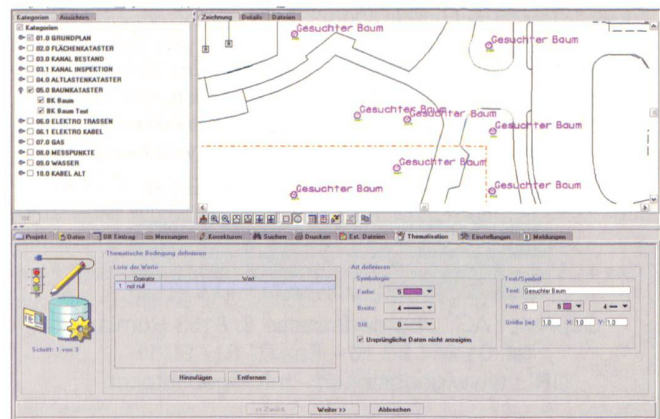 Kategorien Ansichten
Kategorien
01.0 GRUNDPLAN
02.0 FLÄCHENKATASTER
03.0 KANAL BESTAND
03.1 KANAL INSPEKTION
04.0 ALTLASTENKATASTER
05.0 BAUMKATASTER
BK Baum
BK Baum Text
06.0 ELEKTRO TRASSEN
06.1 ELEKTRO KABEL
07.0 GAS
08.0 MESSPUNKTE
09.0 WASSER
10.0 KABEL ALT
Zeichnung Details Dateien
Gesuchter Baum
Gesuchter Baum
Gesuchter Baum
Gesuchter Baum
Gesuchter Baum
Gesuchter Baum
Gesuchter Baum
Gesuchter Baum
Projekt Daten DB Eintrag Messungen Korrekturen Suchen Drucken Ext. Dateien Thematisation Einstellungen Meldungen
Thematische Bedingung definieren
Liste der Werte
Operator Wert
1 not null
Hinzufügen Entfernen
Schritt: 1 von 3
Art definieren
Symbologie
Farbe: 5
Breite: 4
Stil: 0
Ursprüngliche Daten nicht anzeigen
Text/Symbol
Text: Gesuchter Baum
Font: 0 5 4
Größe [m]: 1,0 X: 1,0 Y: 1,0
<< Zurück Weiter >> Abbrechen